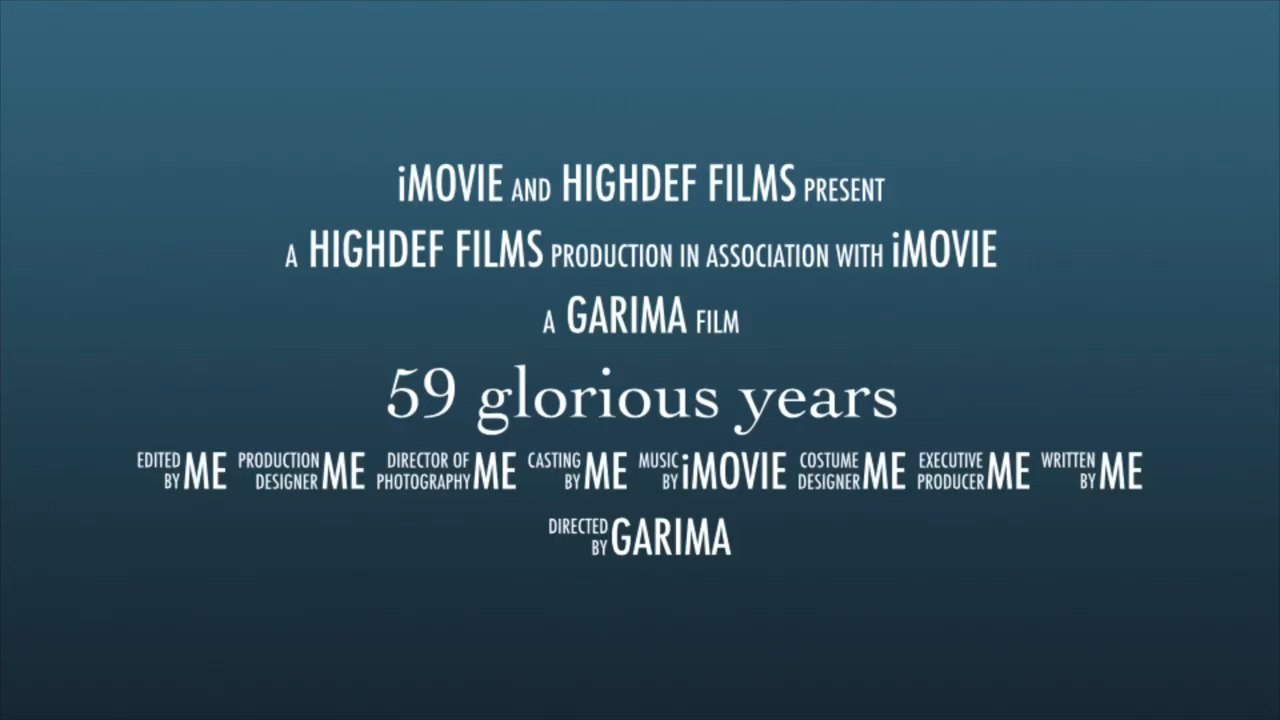 iMOVIE AND HIGHDEF FILMS PRESENT
A HIGHDEF FILMS PRODUCTION IN ASSOCIATION WITH iMOVIE
A GARIMA FILM
59 glorious years
EDITED BY ME PRODUCTION DESIGNER ME DIRECTOR OF PHOTOGRAPHY ME CASTING BY ME MUSIC BY iMOVIE COSTUME DESIGNER ME EXECUTIVE PRODUCER ME WRITTEN BY ME
DIRECTED BY GARIMA